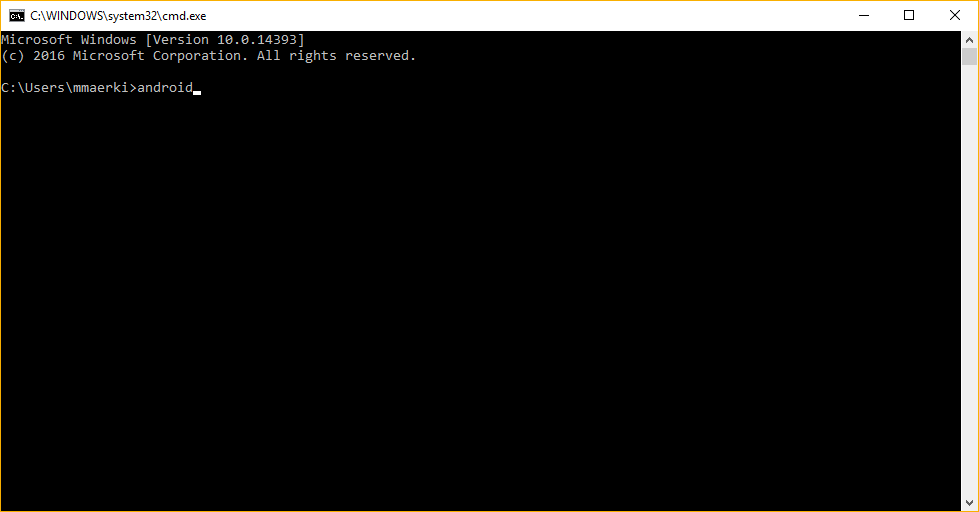 C:\WINDOWS\system32\cmd.exe
Microsoft Windows [Version 10.0.14393]
(c) 2016 Microsoft Corporation. All rights reserved.
C:\Users\mmaerki>android